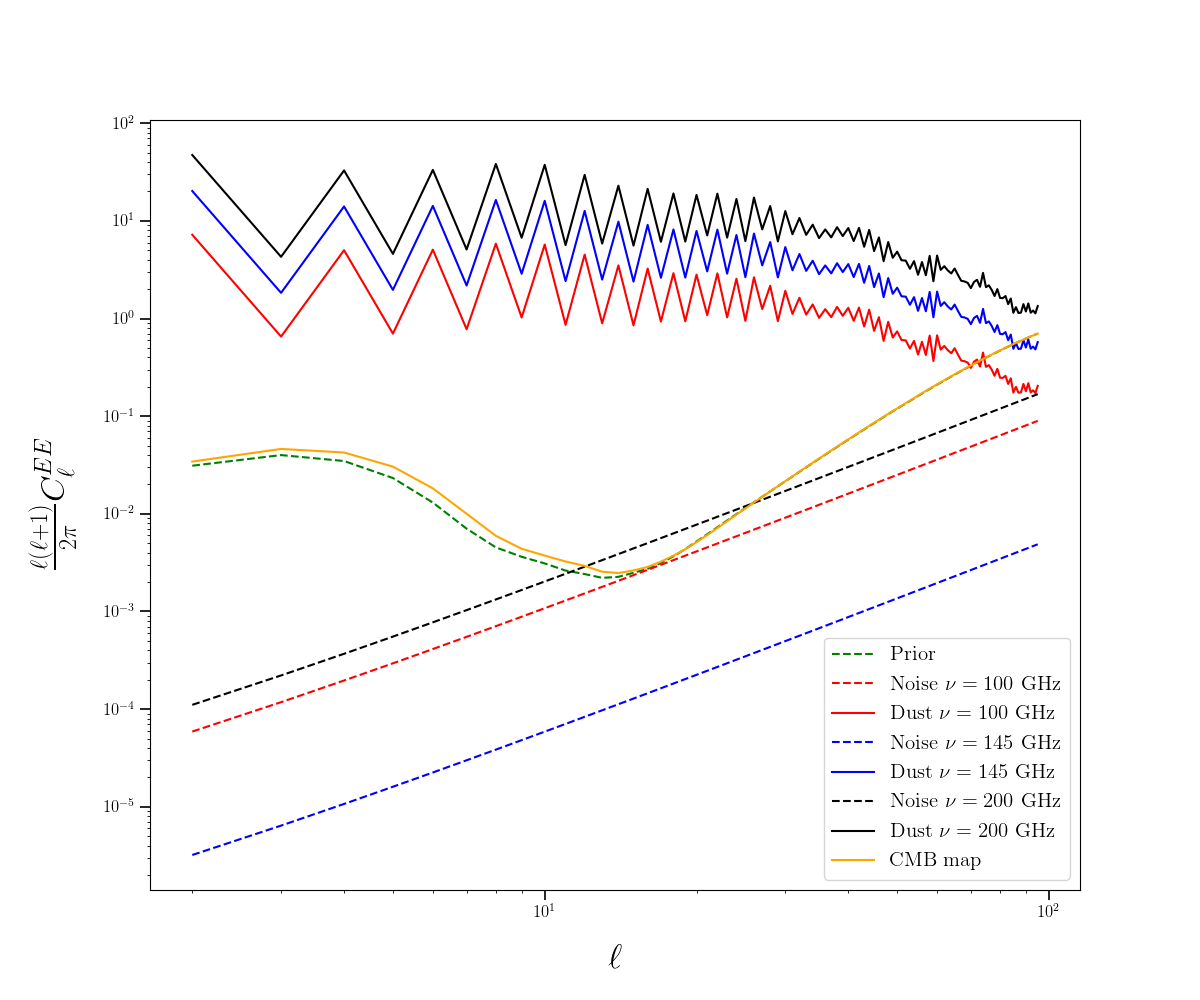 10²
10¹
10⁰
10⁻¹
10⁻²
10⁻³
10⁻⁴
10⁻⁵
ℓ(ℓ+1)/2π C_ℓ^{EE}
Prior
Noise ν = 100 GHz
Dust ν = 100 GHz
Noise ν = 145 GHz
Dust ν = 145 GHz
Noise ν = 200 GHz
Dust ν = 200 GHz
CMB map
10¹
10²
ℓ